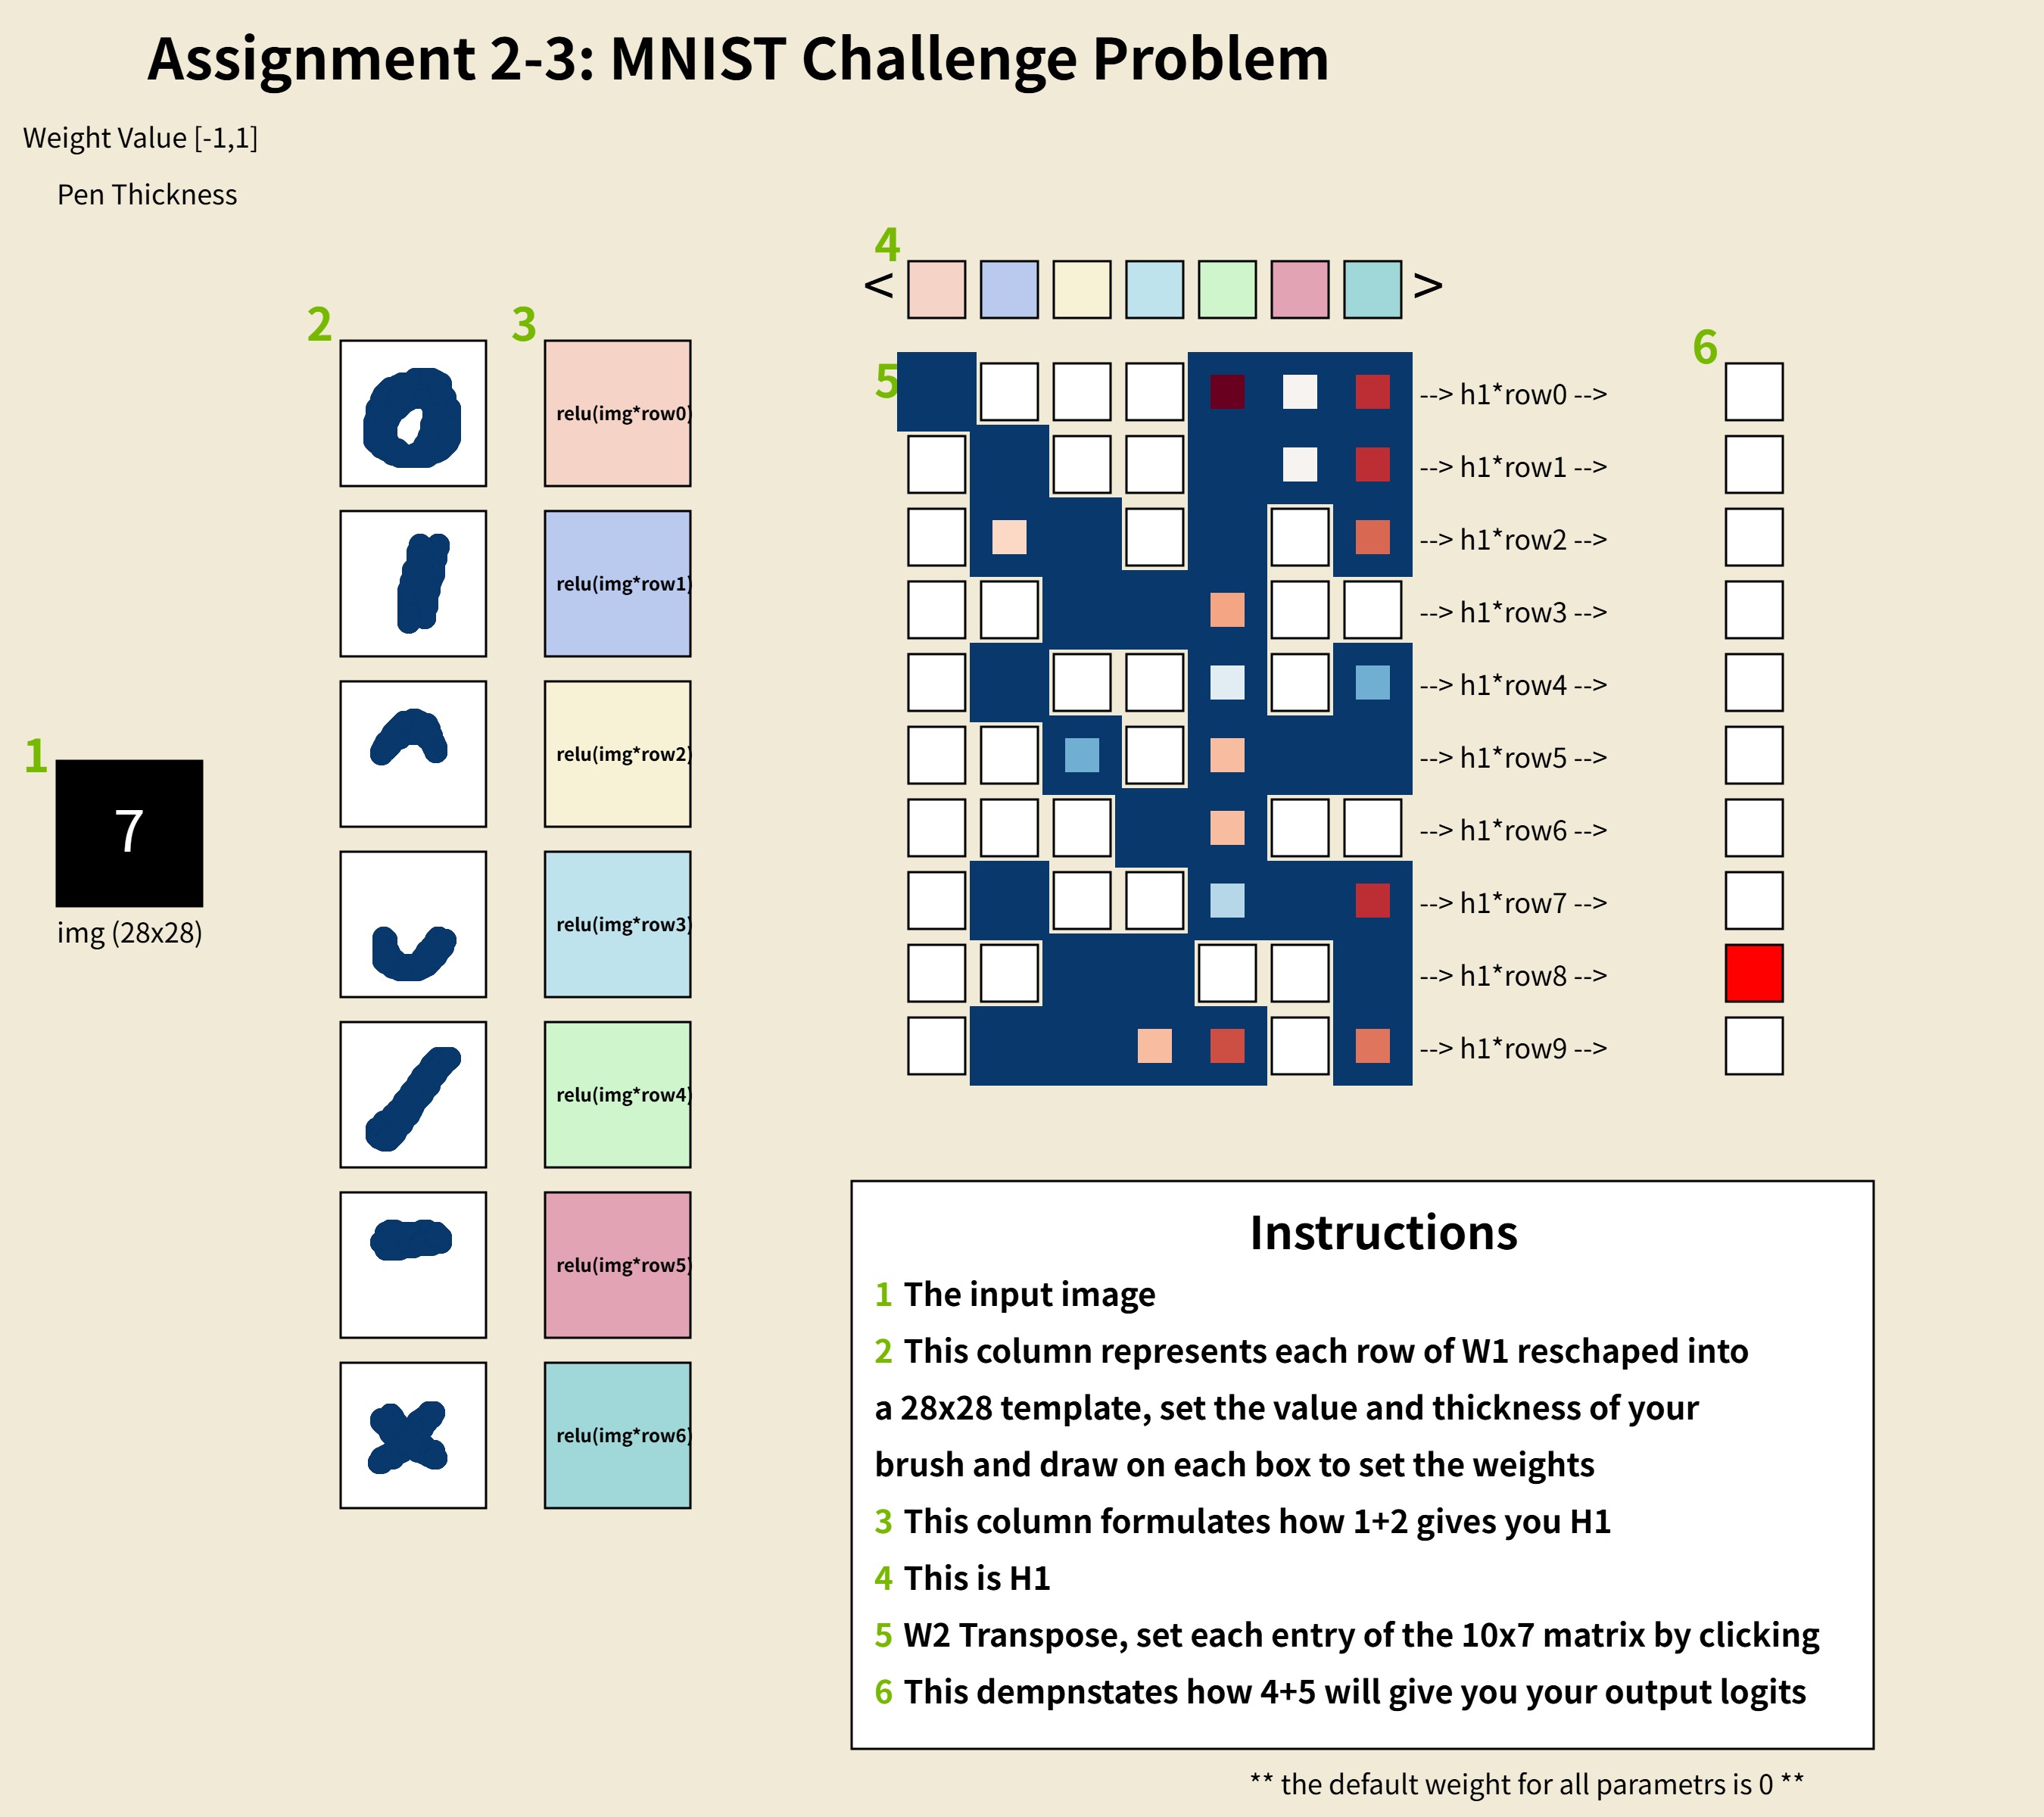 Assignment 2-3: MNIST Challenge Problem
Weight Value [-1,1]
Pen Thickness
1
7
img (28x28)
2
3
relu(img*row0)
relu(img*row1)
relu(img*row2)
relu(img*row3)
relu(img*row4)
relu(img*row5)
relu(img*row6)
4
< >
5
--> h1*row0 -->
--> h1*row1 -->
--> h1*row2 -->
--> h1*row3 -->
--> h1*row4 -->
--> h1*row5 -->
--> h1*row6 -->
--> h1*row7 -->
--> h1*row8 -->
--> h1*row9 -->
6
Instructions
1 The input image
2 This column represents each row of W1 reschaped into
a 28x28 template, set the value and thickness of your
brush and draw on each box to set the weights
3 This column formulates how 1+2 gives you H1
4 This is H1
5 W2 Transpose, set each entry of the 10x7 matrix by clicking
6 This dempnstates how 4+5 will give you your output logits
** the default weight for all parametrs is 0 **